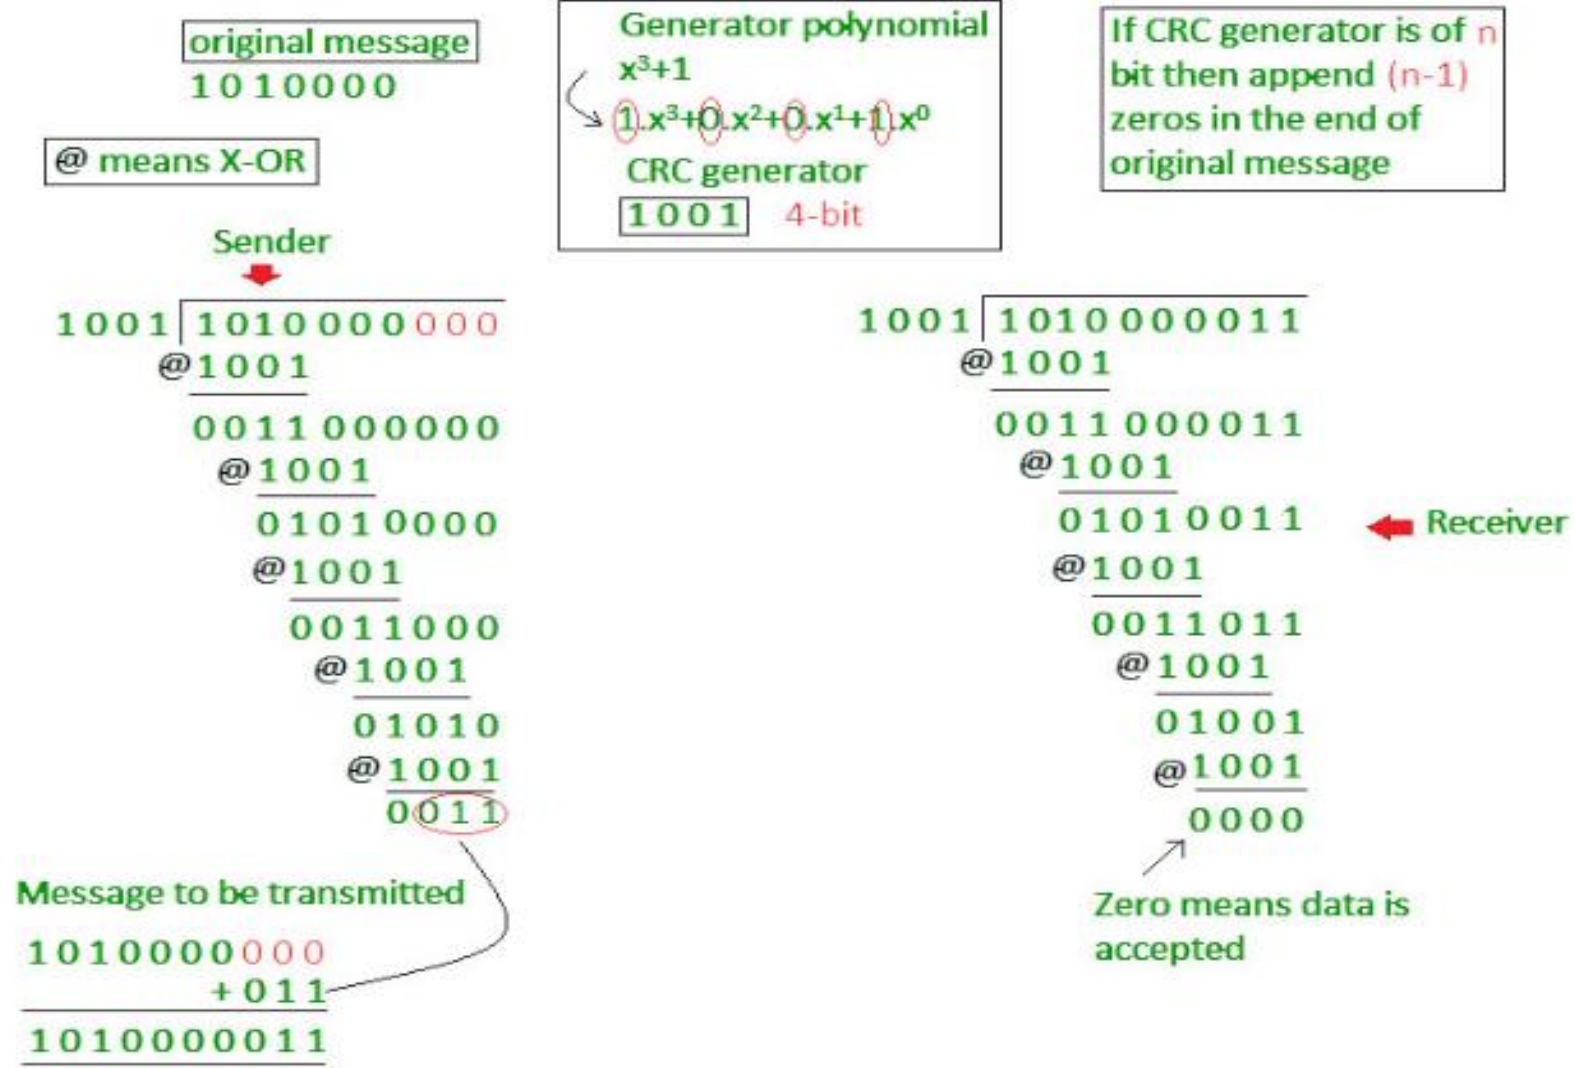 original message
1010000
@ means X-OR
Generator polynomial
x³+1
1.x³+0.x²+0.x¹+1.x⁰
CRC generator
1001 4-bit
If CRC generator is of n
bit then append (n-1)
zeros in the end of
original message
Sender
1001 1010000000
@1001
0011000000
@1001
01010000
@1001
0011000
@1001
01010
@1001
0011
Message to be transmitted
1010000000
+011
1010000011
1001 1010000011
@1001
0011000011
@1001
01010011
Receiver
@1001
0011011
@1001
01001
@1001
0000
Zero means data is
accepted